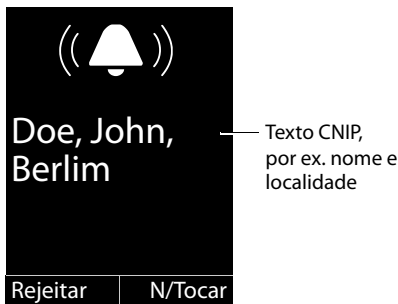 Doe, John,
Berlim
Texto CNIP,
por ex. nome e
localidade
Rejeitar
N/Tocar